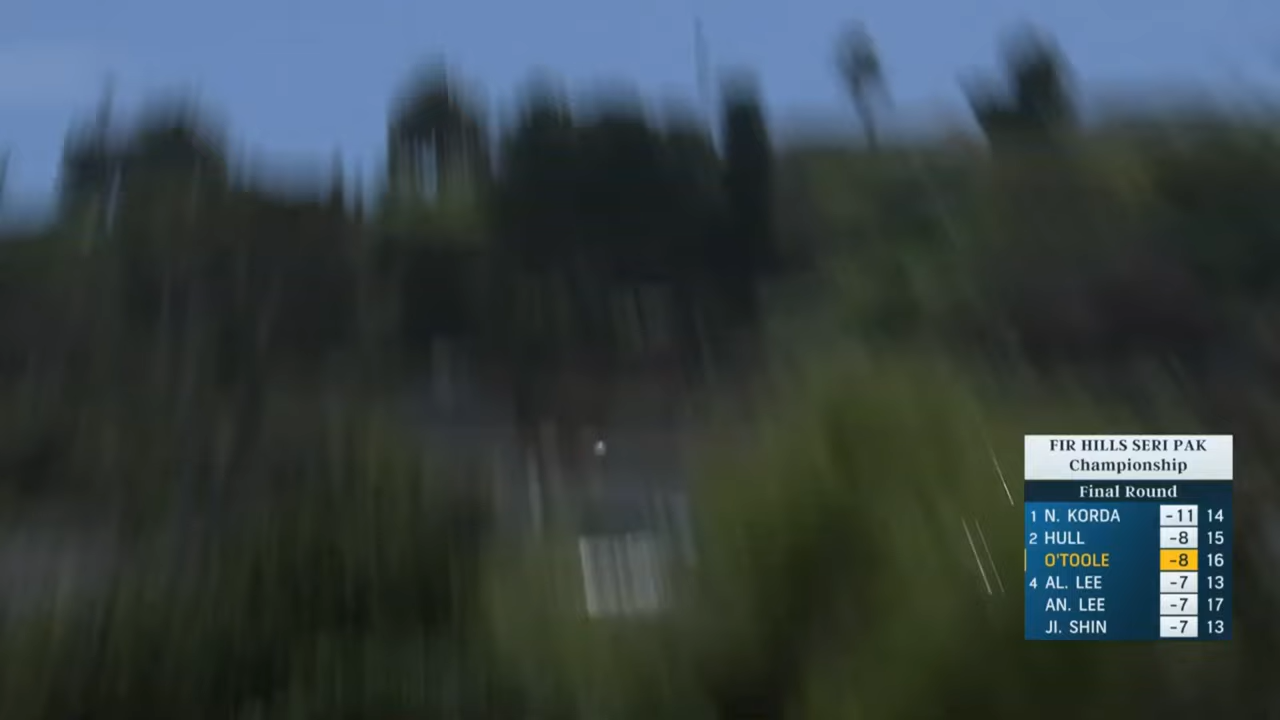 FIR HILLS SERI PAK
Championship
Final Round
1 N. KORDA -11 14
2 HULL -8 15
O'TOOLE -8 16
4 AL. LEE -7 13
AN. LEE -7 17
JI. SHIN -7 13